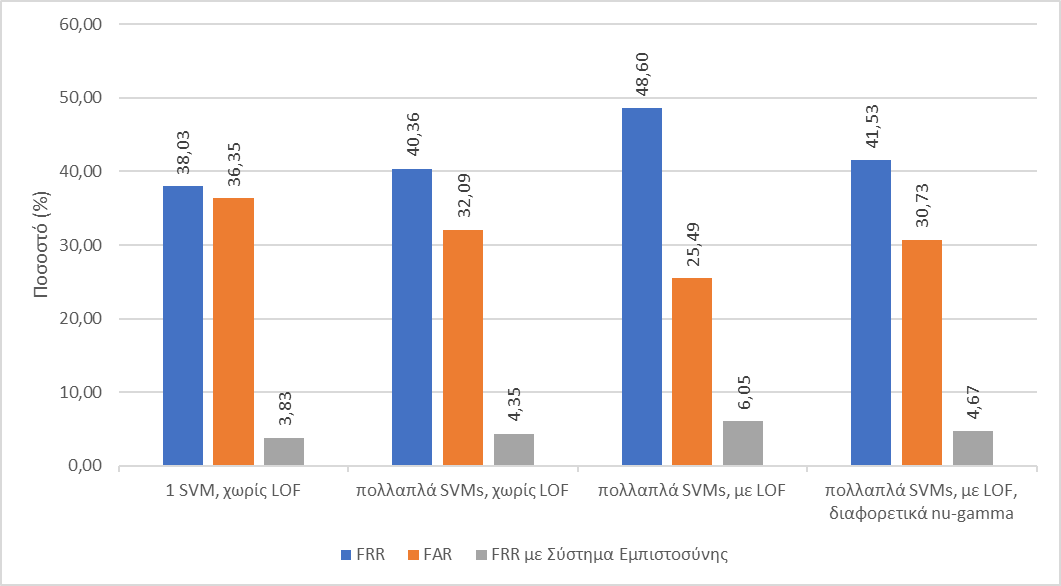 60,00
50,00
40,00
30,00
20,00
10,00
0,00
Ποσοστό (%)
38,03
36,35
3,83
40,36
32,09
4,35
48,60
25,49
6,05
41,53
30,73
4,67
1 SVM, χωρίς LOF
πολλαπλά SVMs, χωρίς LOF
πολλαπλά SVMs, με LOF
πολλαπλά SVMs, με LOF,
διαφορετικά nu-gamma
FRR
FAR
FRR με Σύστημα Εμπιστοσύνης